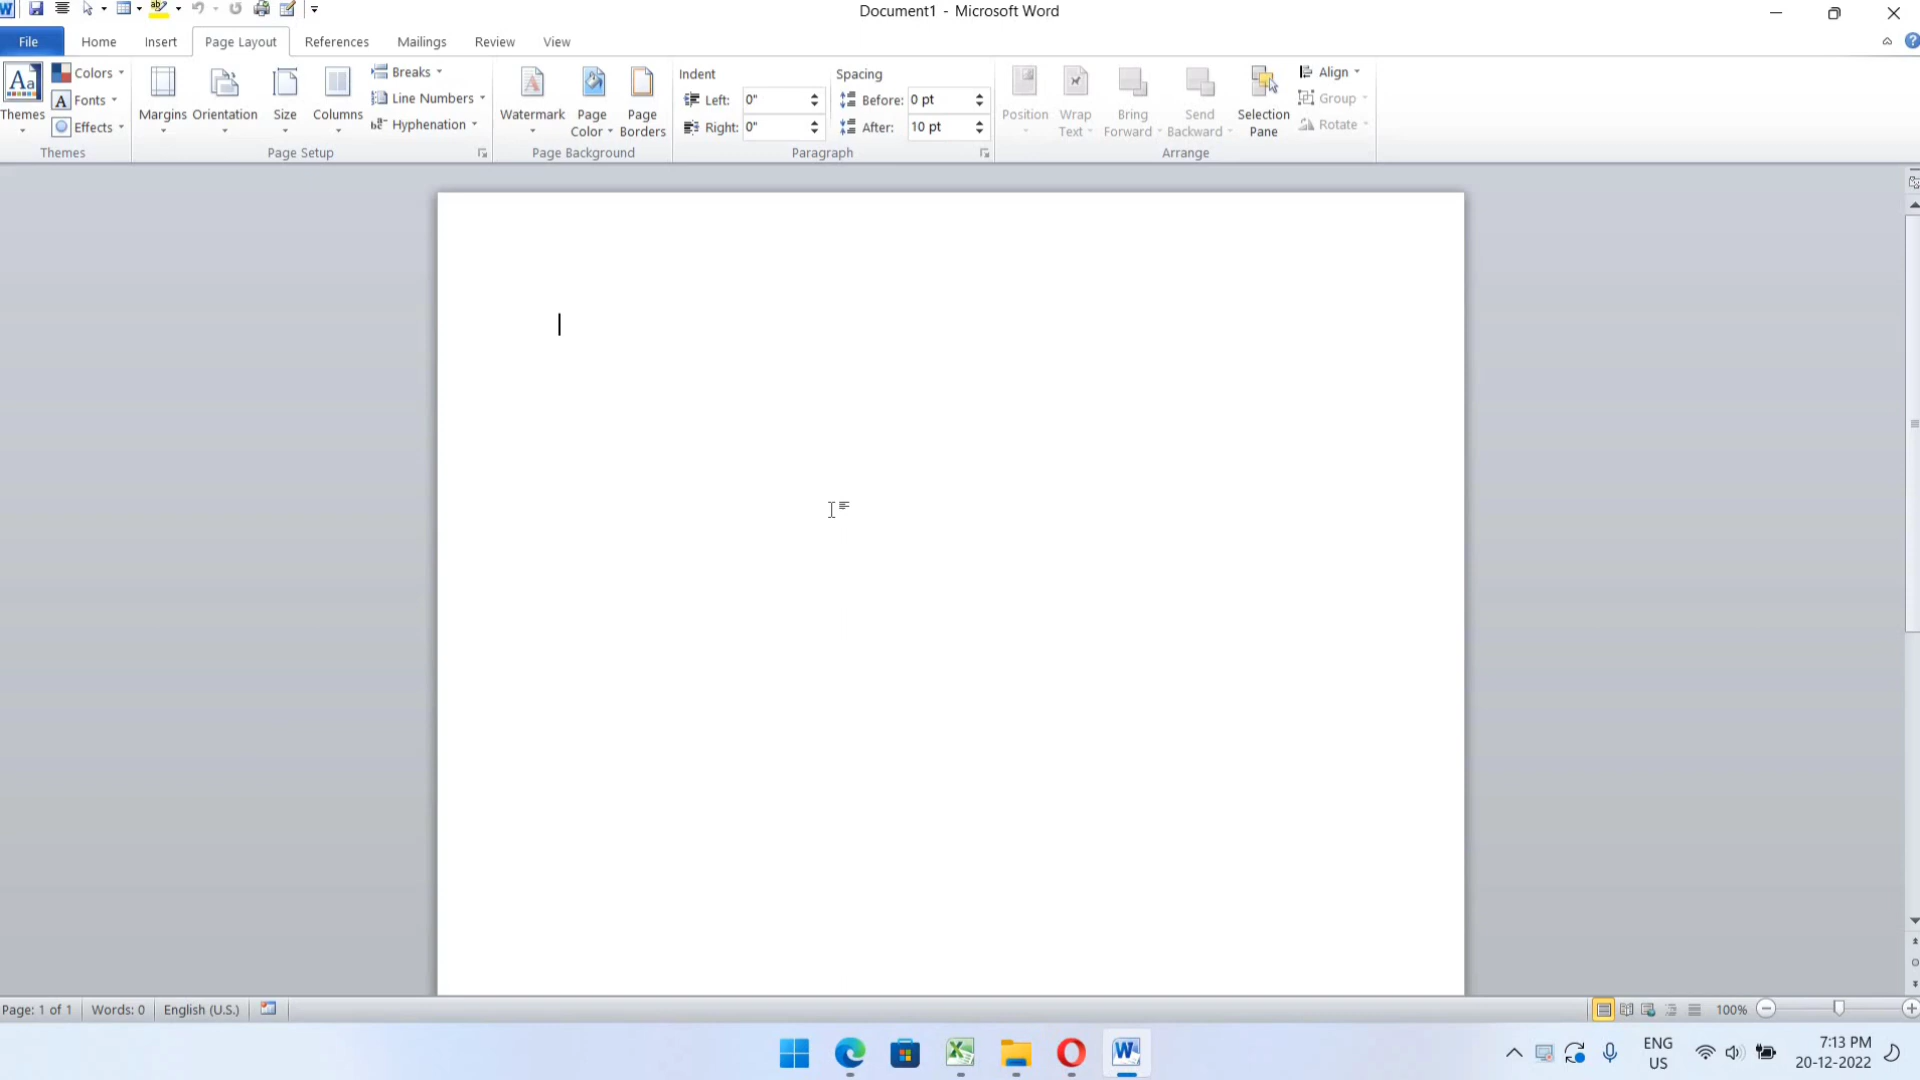 Document1 - Microsoft Word
File Home Insert Page Layout References Mailings Review View
Themes
Colors
Fonts
Effects
Themes
Margins
Orientation
Size
Columns
Breaks
Line Numbers
Hyphenation
Page Setup
Watermark
Page Color
Page Borders
Page Background
Indent
Left: 0"
Right: 0"
Spacing
Before: 0 pt
After: 10 pt
Paragraph
Position
Wrap Text
Bring Forward
Send Backward
Selection Pane
Align
Group
Rotate
Arrange
Page: 1 of 1 Words: 0 English (U.S.) 100%
ENG
US
7:13 PM
20-12-2022